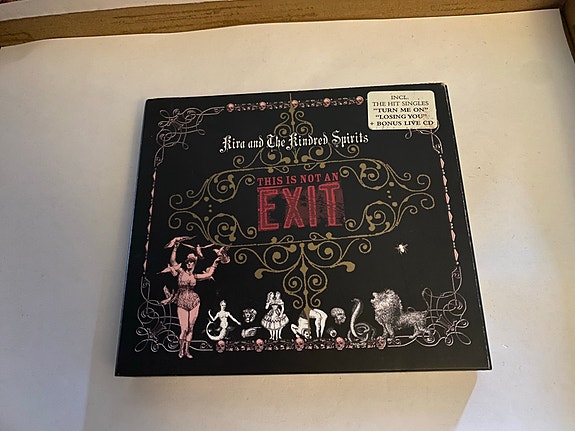 INCL.
THE HIT SINGLES
"TURN ME ON"
"LOSING YOU"
+ BONUS LIVE CD
Kira and The Kindred Spirits
THIS IS NOT AN
EXIT